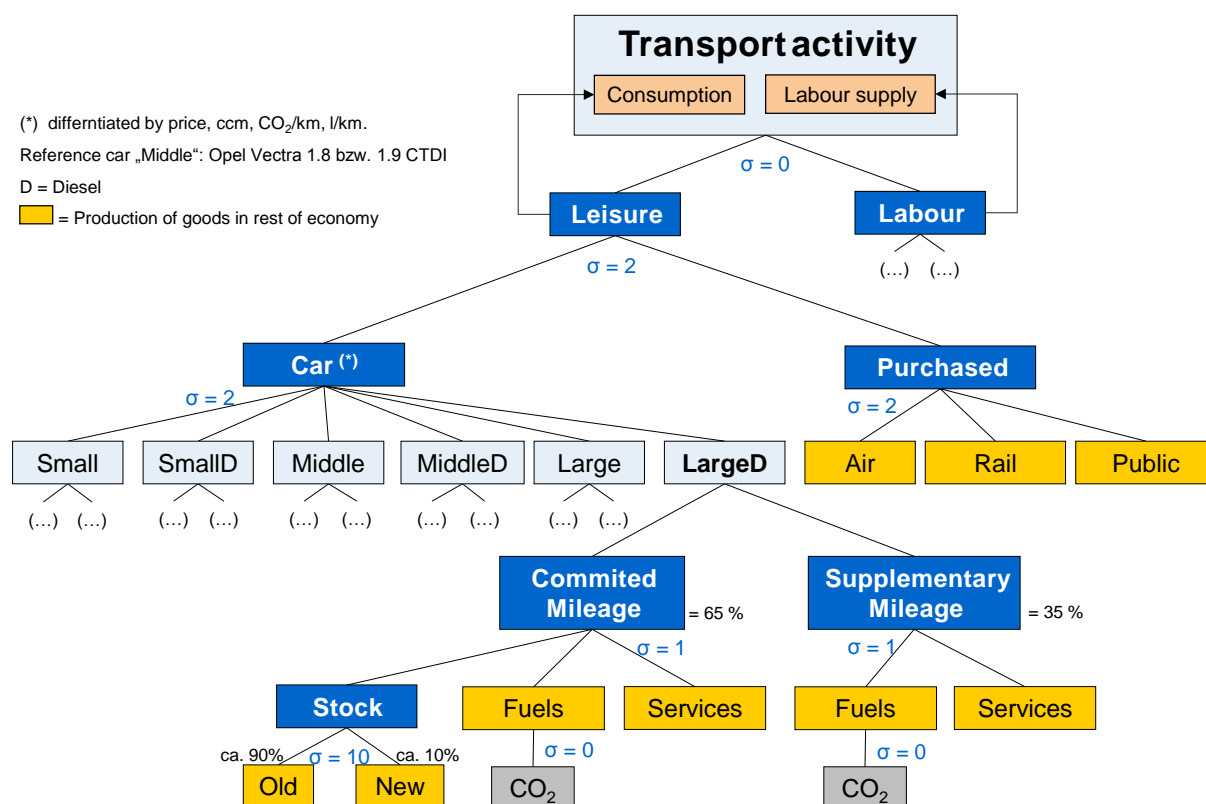 Transport activity
Consumption
Labour supply
(*) differntiated by price, ccm, CO₂/km, l/km.
Reference car „Middle“: Opel Vectra 1.8 bzw. 1.9 CTDI
D = Diesel
= Production of goods in rest of economy
σ = 0
Leisure
Labour
σ = 2
(…) (…)
Car (*)
Purchased
σ = 2
σ = 2
Small
SmallD
Middle
MiddleD
Large
LargeD
Air
Rail
Public
(…) (…)
(…) (…)
(…) (…)
(…) (…)
(…) (…)
Commited
Mileage
= 65 %
Supplementary
Mileage
= 35 %
σ = 1
σ = 1
Stock
Fuels
Services
Fuels
Services
ca. 90%
σ = 10
ca. 10%
σ = 0
σ = 0
Old
New
CO₂
CO₂